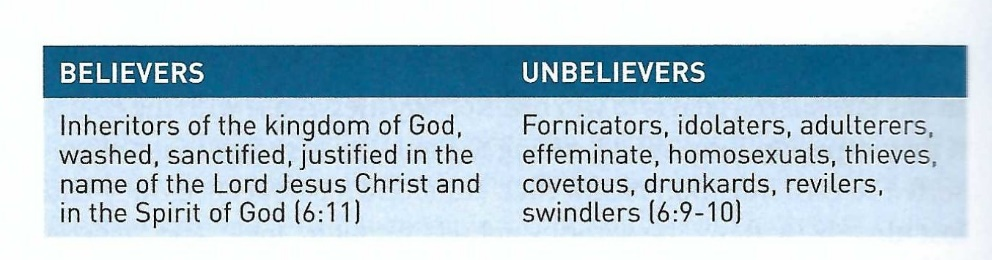 BELIEVERS UNBELIEVERS
Inheritors of the kingdom of God,
washed, sanctified, justified in the
name of the Lord Jesus Christ and
in the Spirit of God (6:11)
Fornicators, idolaters, adulterers,
effeminate, homosexuals, thieves,
covetous, drunkards, revilers,
swindlers (6:9-10)